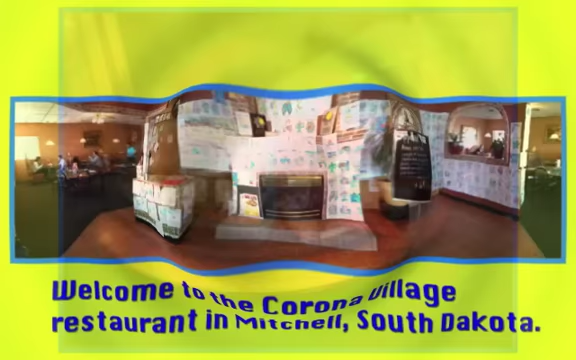 Welcome to the Corona Village
restaurant in Mitchell, South Dakota.